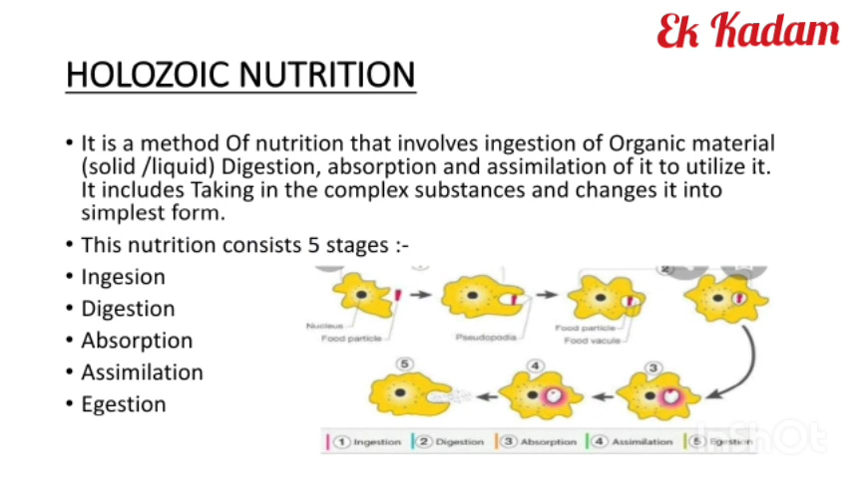 Ek Kadam
HOLOZOIC NUTRITION
• It is a method Of nutrition that involves ingestion of Organic material
(solid /liquid) Digestion, absorption and assimilation of it to utilize it.
It includes Taking in the complex substances and changes it into
simplest form.
• This nutrition consists 5 stages :-
• Ingesion
• Digestion
• Absorption
• Assimilation
• Egestion
2
Nucleus
Food particle
Pseudopodia
Food particle
Food vacule
5
4
3
1 Ingestion 2 Digestion 3 Absorption 4 Assimilation 5 Egestion
InShOt